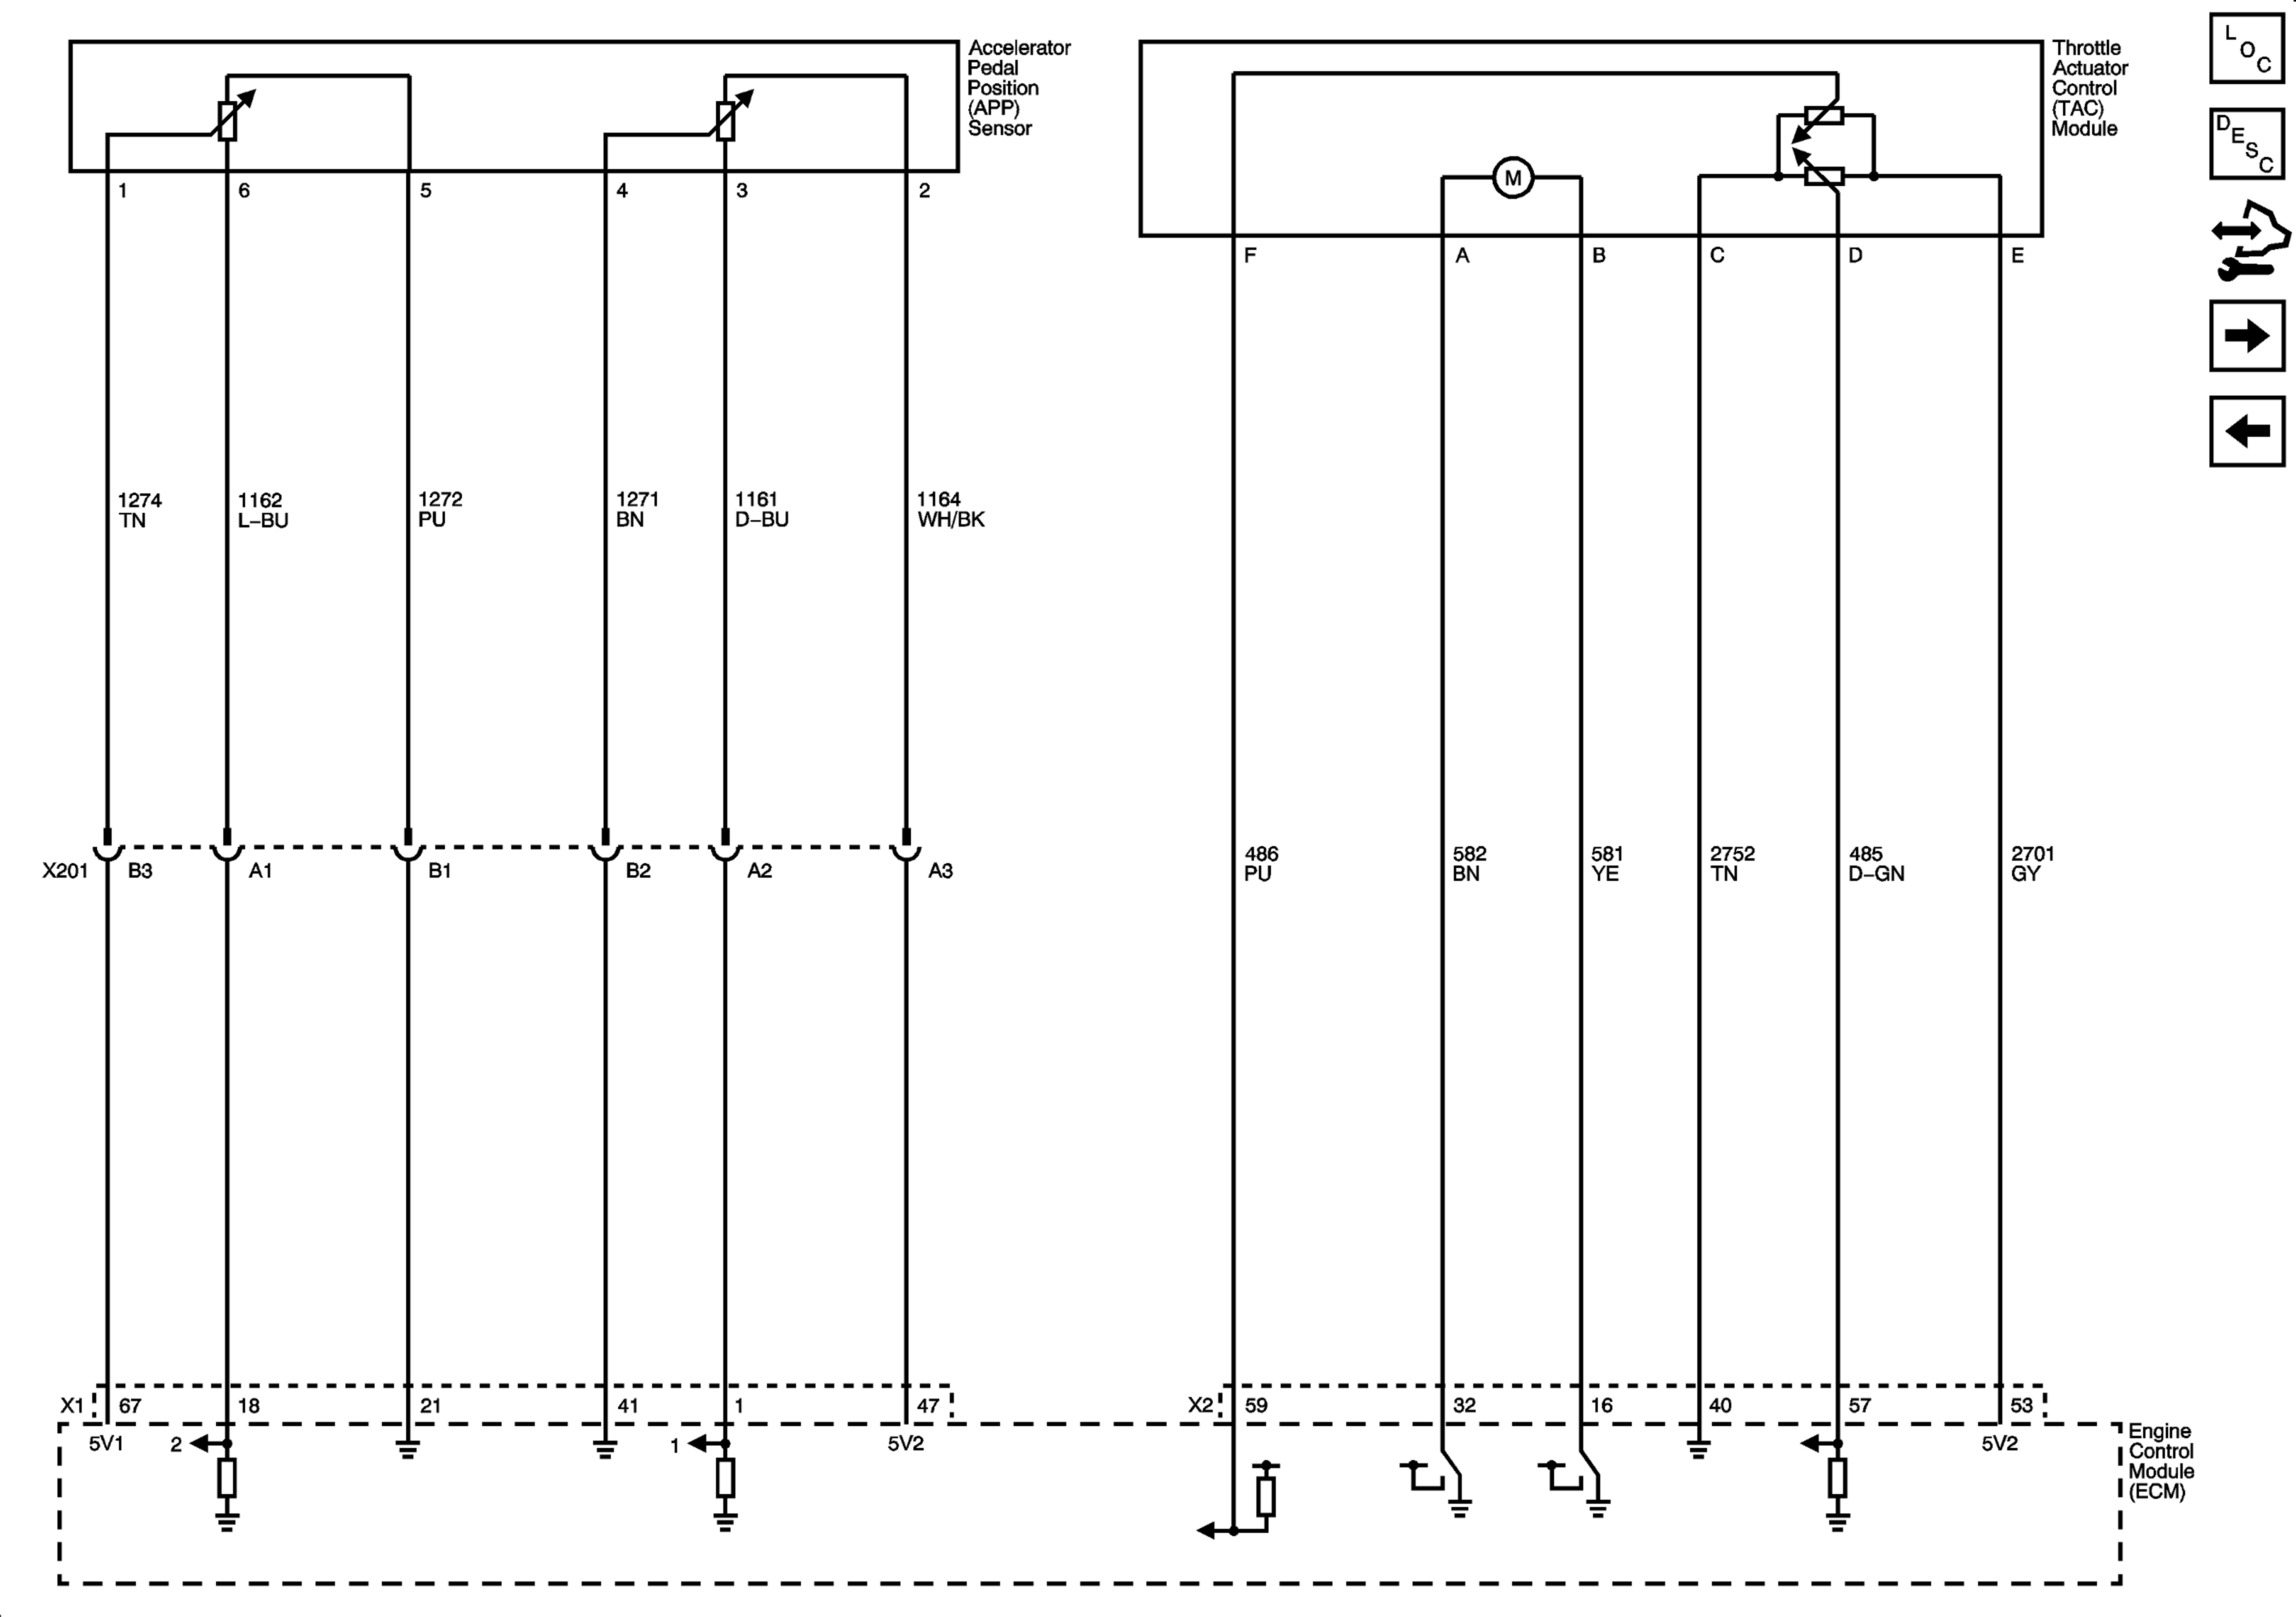 Accelerator
Pedal
Position
(APP)
Sensor
Throttle
Actuator
Control
(TAC)
Module
L
O
C
D
E
S
C
M
1 6 5 4 3 2
F A B C D E
1274
TN
1162
L-BU
1272
PU
1271
BN
1161
D-BU
1164
WH/BK
X201 B3 A1 B1 B2 A2 A3
486
PU
582
BN
581
YE
2752
TN
485
D-GN
2701
GY
X1 67 18 21 41 1 47
X2 59 32 16 40 57 53
5V1 2 1 5V2 5V2
Engine
Control
Module
(ECM)